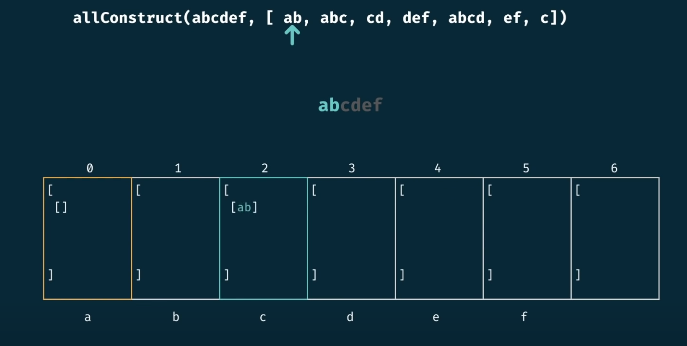 allConstruct(abcdef, [ ab, abc, cd, def, abcd, ef, c])
abcdef
0 1 2 3 4 5 6
[ [ [ [ [ [ [
[] [ab]
] ] ] ] ] ] ]
a b c d e f